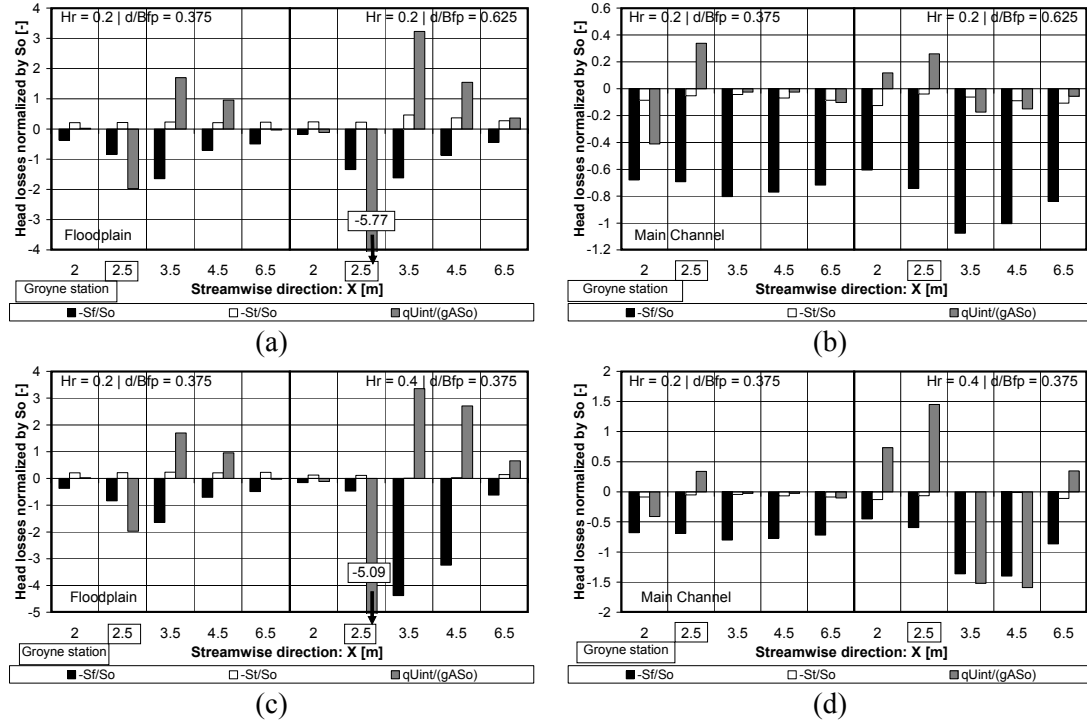 Hr = 0.2 | d/Bfp = 0.375 Hr = 0.2 | d/Bfp = 0.625
Head losses normalized by So [-]
4
3
2
1
0
-1
-2
-3
-4
-5.77
Floodplain
2 2.5 3.5 4.5 6.5 2 2.5 3.5 4.5 6.5
Groyne station
Streamwise direction: X [m]
-Sf/So -St/So qUint/(gASo)
(a)
Hr = 0.2 | d/Bfp = 0.375 Hr = 0.2 | d/Bfp = 0.625
Head losses normalized by So [-]
0.6
0.4
0.2
0
-0.2
-0.4
-0.6
-0.8
-1
-1.2
Main Channel
2 2.5 3.5 4.5 6.5 2 2.5 3.5 4.5 6.5
Groyne station
Streamwise direction: X [m]
-Sf/So -St/So qUint/(gASo)
(b)
Hr = 0.2 | d/Bfp = 0.375 Hr = 0.4 | d/Bfp = 0.375
Head losses normalized by So [-]
4
3
2
1
0
-1
-2
-3
-4
-5
-5.09
Floodplain
2 2.5 3.5 4.5 6.5 2 2.5 3.5 4.5 6.5
Groyne station
Streamwise direction: X [m]
-Sf/So -St/So qUint/(gASo)
(c)
Hr = 0.2 | d/Bfp = 0.375 Hr = 0.4 | d/Bfp = 0.375
Head losses normalized by So [-]
2
1.5
1
0.5
0
-0.5
-1
-1.5
-2
Main Channel
2 2.5 3.5 4.5 6.5 2 2.5 3.5 4.5 6.5
Groyne station
Streamwise direction: X [m]
-Sf/So -St/So qUint/(gASo)
(d)